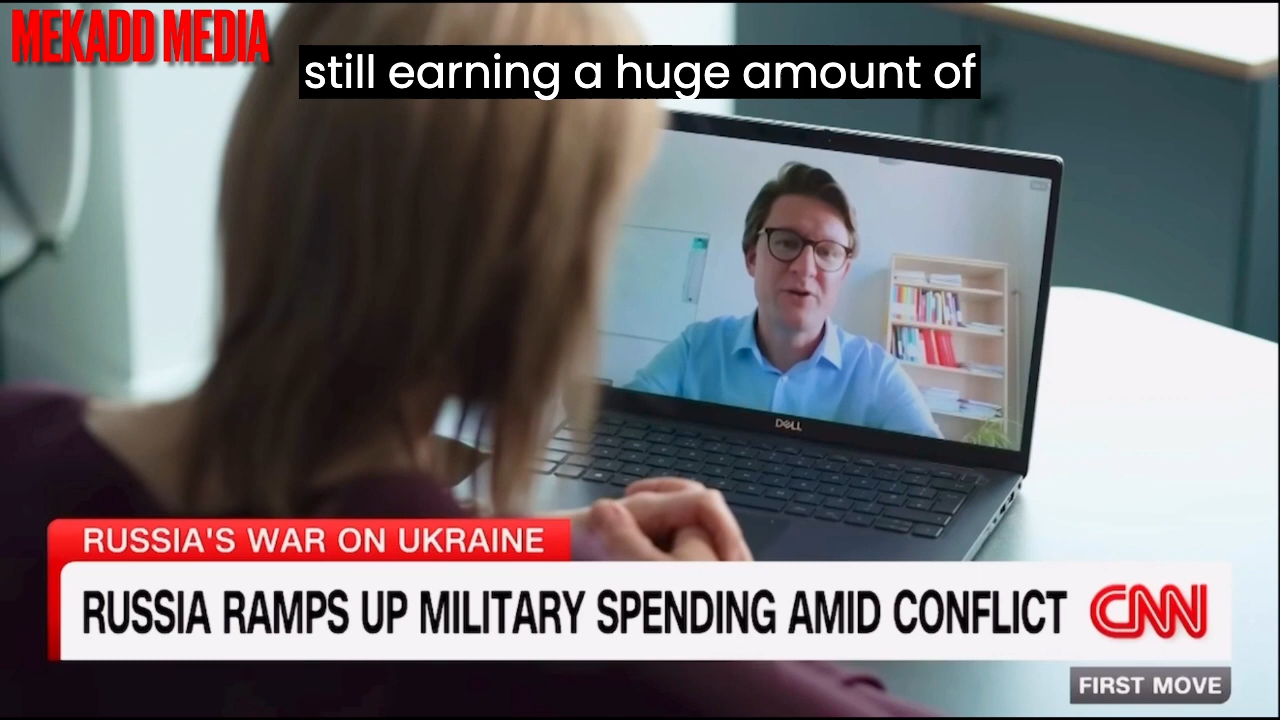 MEKADD MEDIA
still earning a huge amount of
DELL
RUSSIA'S WAR ON UKRAINE
RUSSIA RAMPS UP MILITARY SPENDING AMID CONFLICT
CNN
FIRST MOVE